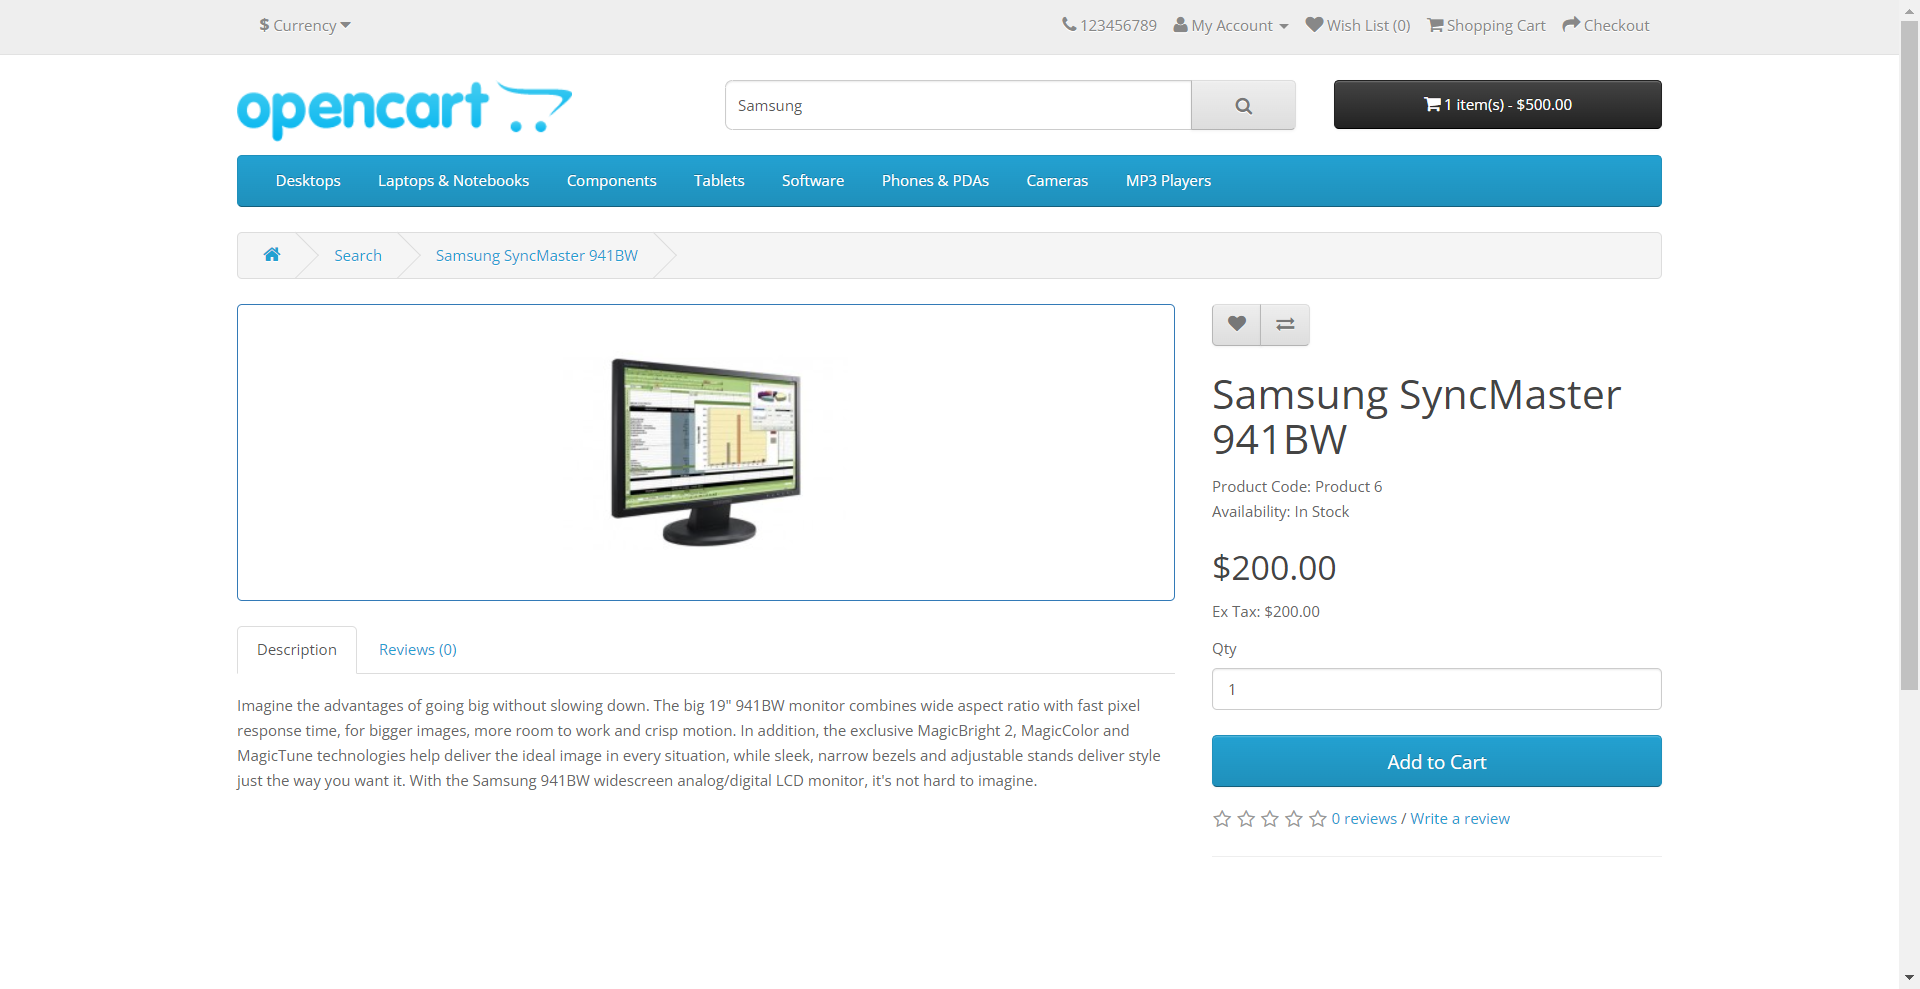 $ Currency
123456789 My Account Wish List (0) Shopping Cart Checkout
opencart
Samsung
1 item(s) - $500.00
Desktops Laptops & Notebooks Components Tablets Software Phones & PDAs Cameras MP3 Players
Search Samsung SyncMaster 941BW
Samsung SyncMaster
941BW
Product Code: Product 6
Availability: In Stock
$200.00
Ex Tax: $200.00
Qty
1
Add to Cart
0 reviews / Write a review
Description Reviews (0)
Imagine the advantages of going big without slowing down. The big 19" 941BW monitor combines wide aspect ratio with fast pixel
response time, for bigger images, more room to work and crisp motion. In addition, the exclusive MagicBright 2, MagicColor and
MagicTune technologies help deliver the ideal image in every situation, while sleek, narrow bezels and adjustable stands deliver style
just the way you want it. With the Samsung 941BW widescreen analog/digital LCD monitor, it's not hard to imagine.